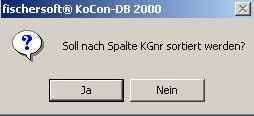 fischersoft® KoCon-DB 2000
Soll nach Spalte KGnr sortiert werden?
Ja
Nein